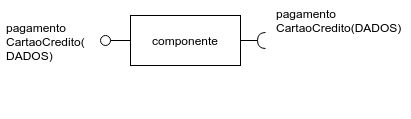 pagamento
CartaoCredito(
DADOS)
componente
pagamento
CartaoCredito(DADOS)